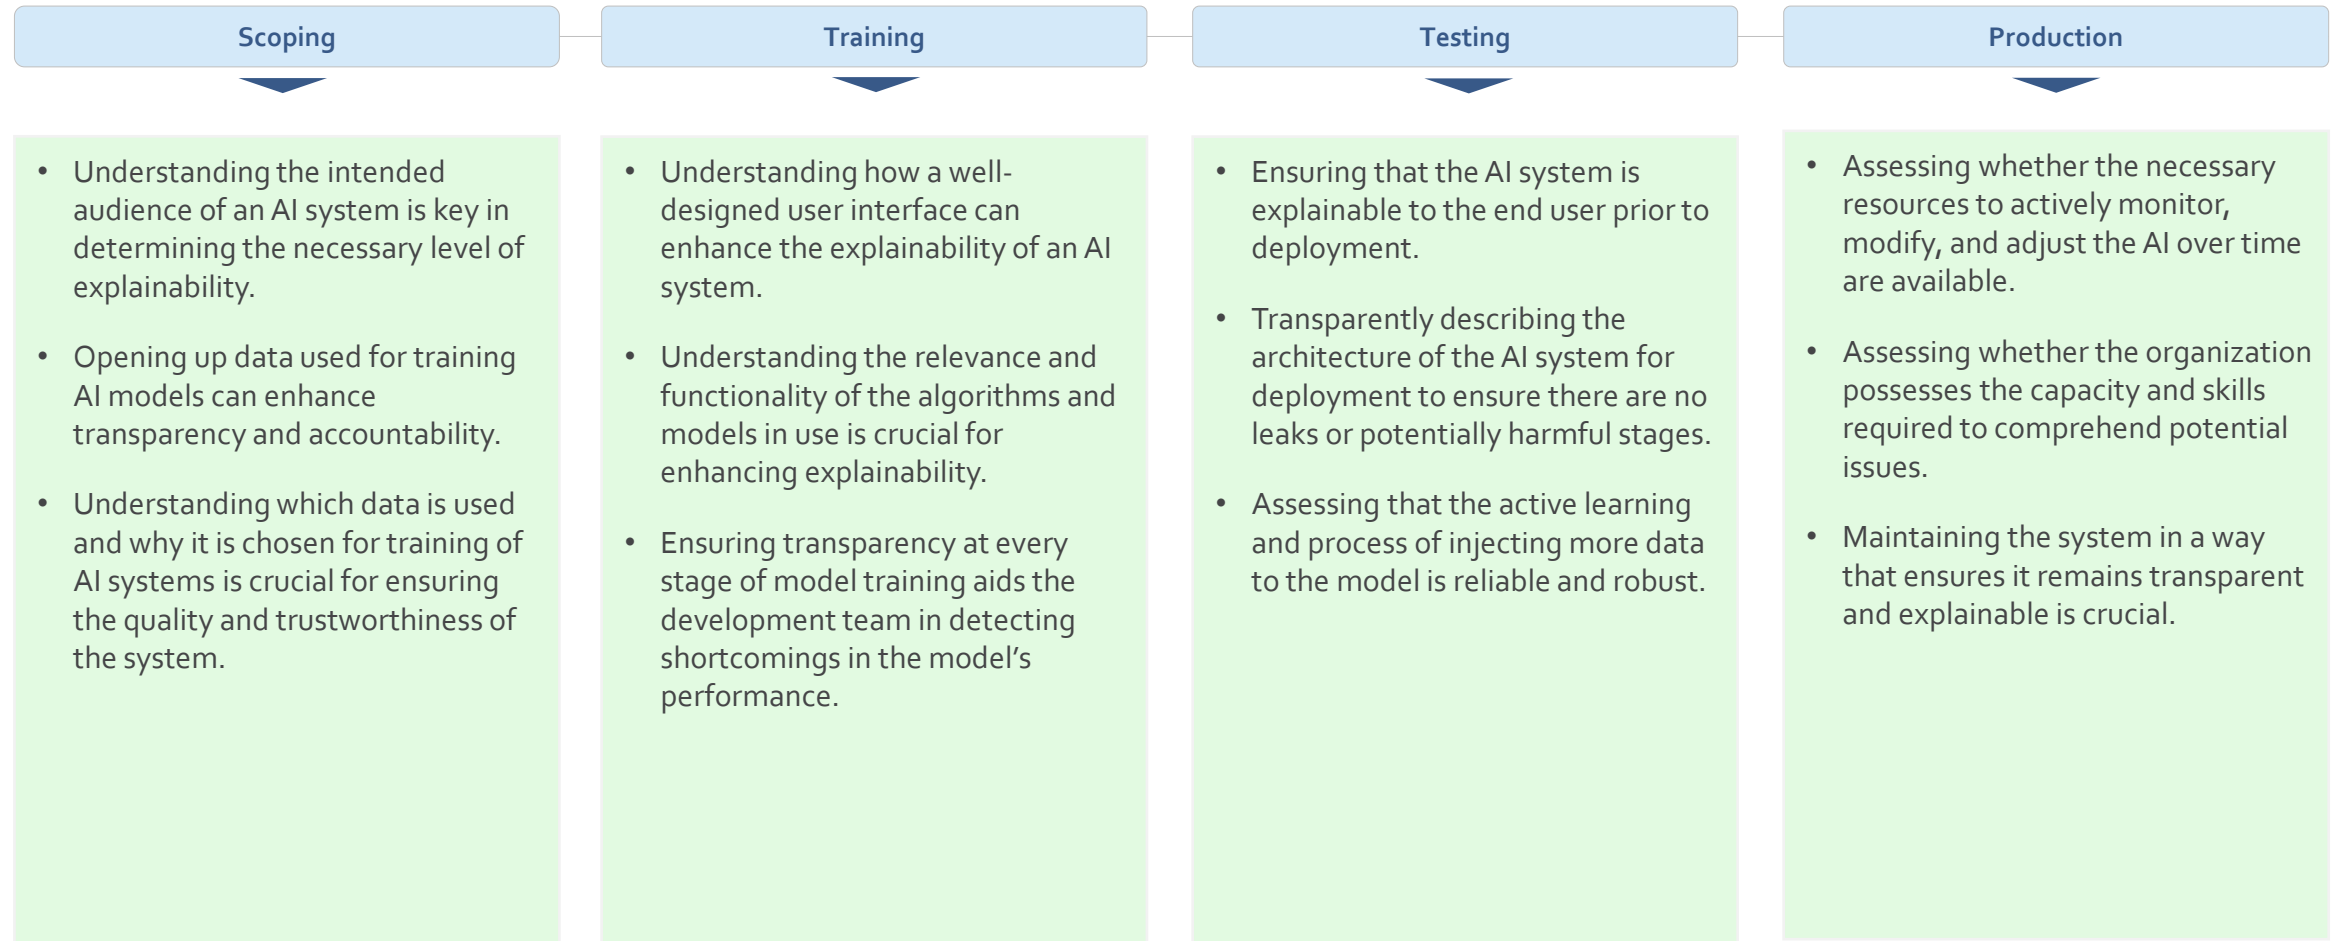 Scoping
Training
Testing
Production
• Understanding the intended
audience of an AI system is key in
determining the necessary level of
explainability.
• Opening up data used for training
AI models can enhance
transparency and accountability.
• Understanding which data is used
and why it is chosen for training of
AI systems is crucial for ensuring
the quality and trustworthiness of
the system.
• Understanding how a well-
designed user interface can
enhance the explainability of an AI
system.
• Understanding the relevance and
functionality of the algorithms and
models in use is crucial for
enhancing explainability.
• Ensuring transparency at every
stage of model training aids the
development team in detecting
shortcomings in the model’s
performance.
• Ensuring that the AI system is
explainable to the end user prior to
deployment.
• Transparently describing the
architecture of the AI system for
deployment to ensure there are no
leaks or potentially harmful stages.
• Assessing that the active learning
and process of injecting more data
to the model is reliable and robust.
• Assessing whether the necessary
resources to actively monitor,
modify, and adjust the AI over time
are available.
• Assessing whether the organization
possesses the capacity and skills
required to comprehend potential
issues.
• Maintaining the system in a way
that ensures it remains transparent
and explainable is crucial.